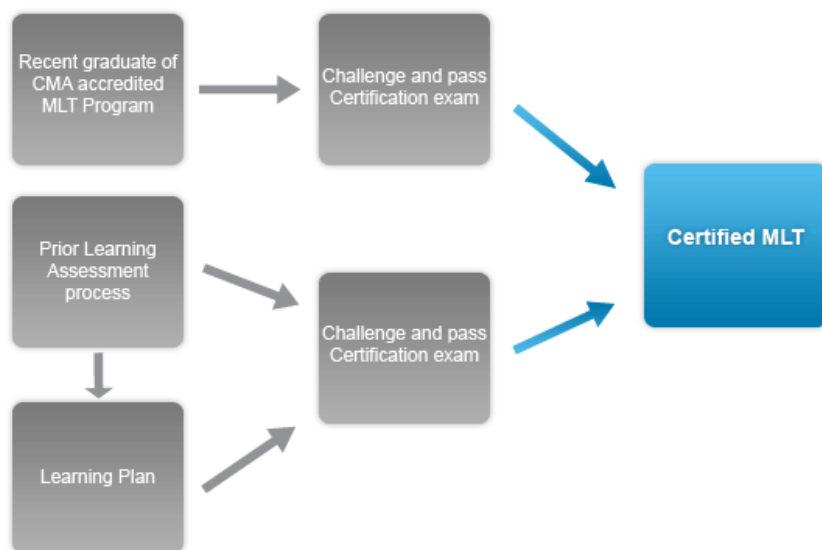 Recent graduate of
CMA accredited
MLT Program
Challenge and pass
Certification exam
Certified MLT
Prior Learning
Assessment
process
Challenge and pass
Certification exam
Learning Plan